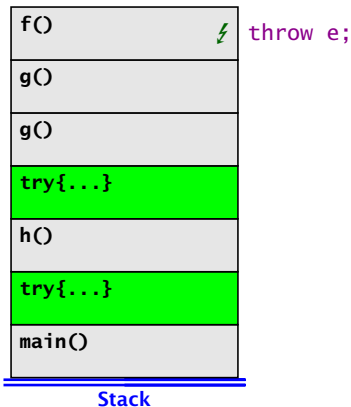 f() throw e;
g()
g()
try{...}
h()
try{...}
main()
Stack